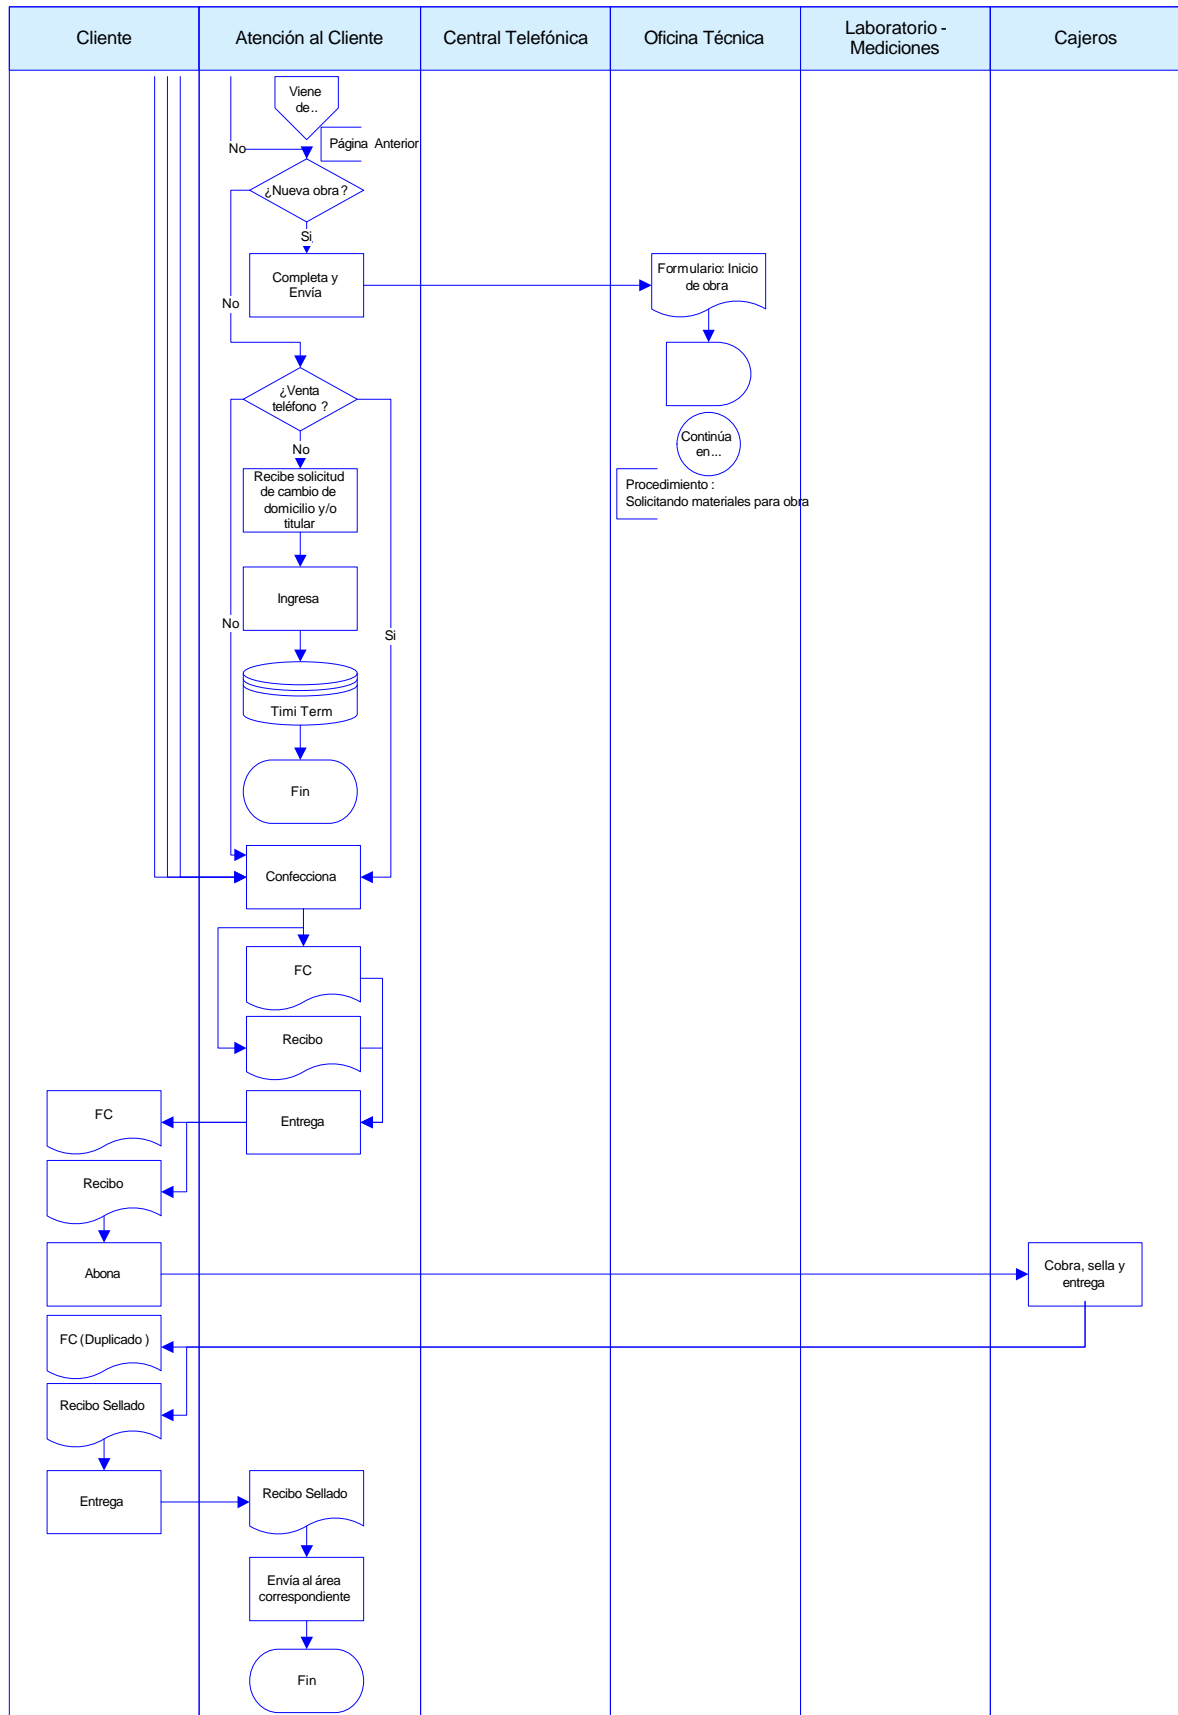 Cliente
Atención al Cliente
Central Telefónica
Oficina Técnica
Laboratorio -
Mediciones
Cajeros
Viene
de..
Página Anterior
No
¿Nueva obra?
Si
Completa y
Envía
Formulario: Inicio
de obra
No
¿Venta
teléfono ?
Continúa
en...
No
Recibe solicitud
de cambio de
domicilio y/o
titular
Procedimiento :
Solicitando materiales para obra
Ingresa
No
Si
Timi Term
Fin
Confecciona
FC
Recibo
FC
Entrega
Recibo
Abona
Cobra, sella y
entrega
FC (Duplicado )
Recibo Sellado
Entrega
Recibo Sellado
Envía al área
correspondiente
Fin